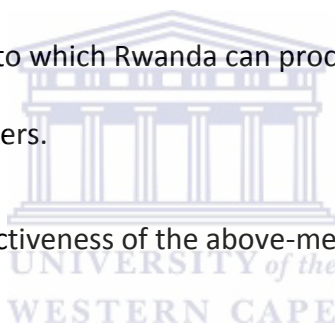 to which Rwanda can proc
ers.
ctiveness of the above-me
UNIVERSITY of the
WESTERN CAPE